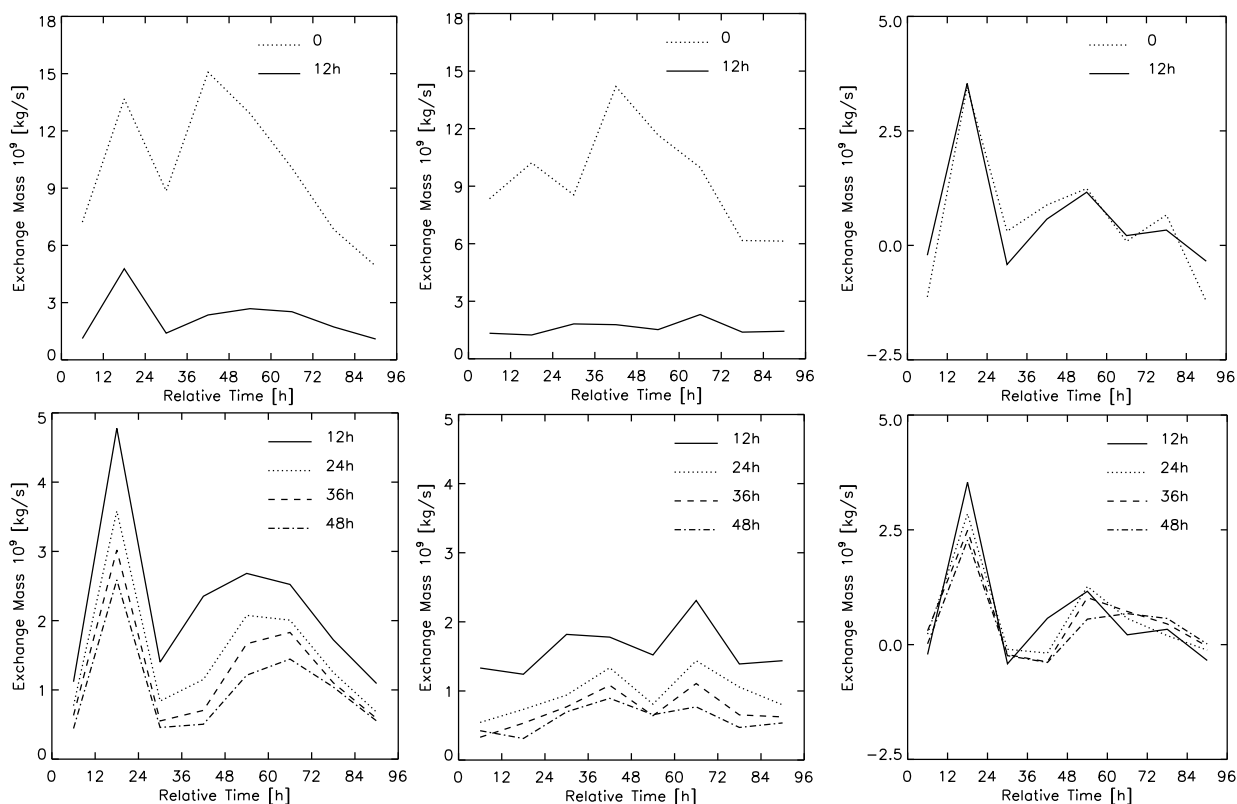 Exchange Mass 10⁹ [kg/s]
18
15
12
9
6
3
0
0
12h
0 12 24 36 48 60 72 84 96
Relative Time [h]
Exchange Mass 10⁹ [kg/s]
18
15
12
9
6
3
0
0
12h
0 12 24 36 48 60 72 84 96
Relative Time [h]
Exchange Mass 10⁹ [kg/s]
5.0
2.5
0.0
−2.5
0
12h
0 12 24 36 48 60 72 84 96
Relative Time [h]
Exchange Mass 10⁹ [kg/s]
5
4
3
2
1
0
12h
24h
36h
48h
0 12 24 36 48 60 72 84 96
Relative Time [h]
Exchange Mass 10⁹ [kg/s]
5
4
3
2
1
0
12h
24h
36h
48h
0 12 24 36 48 60 72 84 96
Relative Time [h]
Exchange Mass 10⁹ [kg/s]
5.0
2.5
0.0
−2.5
12h
24h
36h
48h
0 12 24 36 48 60 72 84 96
Relative Time [h]